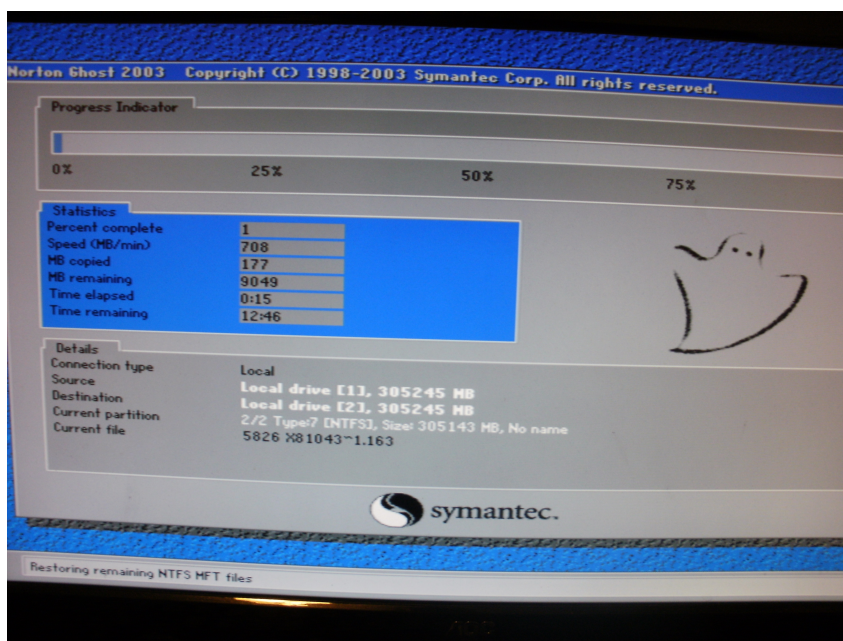 Norton Ghost 2003 Copyright (C) 1998-2003 Symantec Corp. All rights reserved.
Progress Indicator
0% 25% 50% 75%
Statistics
Percent complete 1
Speed (MB/min) 708
MB copied 177
MB remaining 9049
Time elapsed 0:15
Time remaining 12:46
Details
Connection type Local
Source Local drive [1], 305245 MB
Destination Local drive [2], 305245 MB
Current partition 2/2 Type:7 [NTFS], Size: 305143 MB, No name
Current file 5826 X81043~1.163
symantec.
Restoring remaining NTFS MFT files